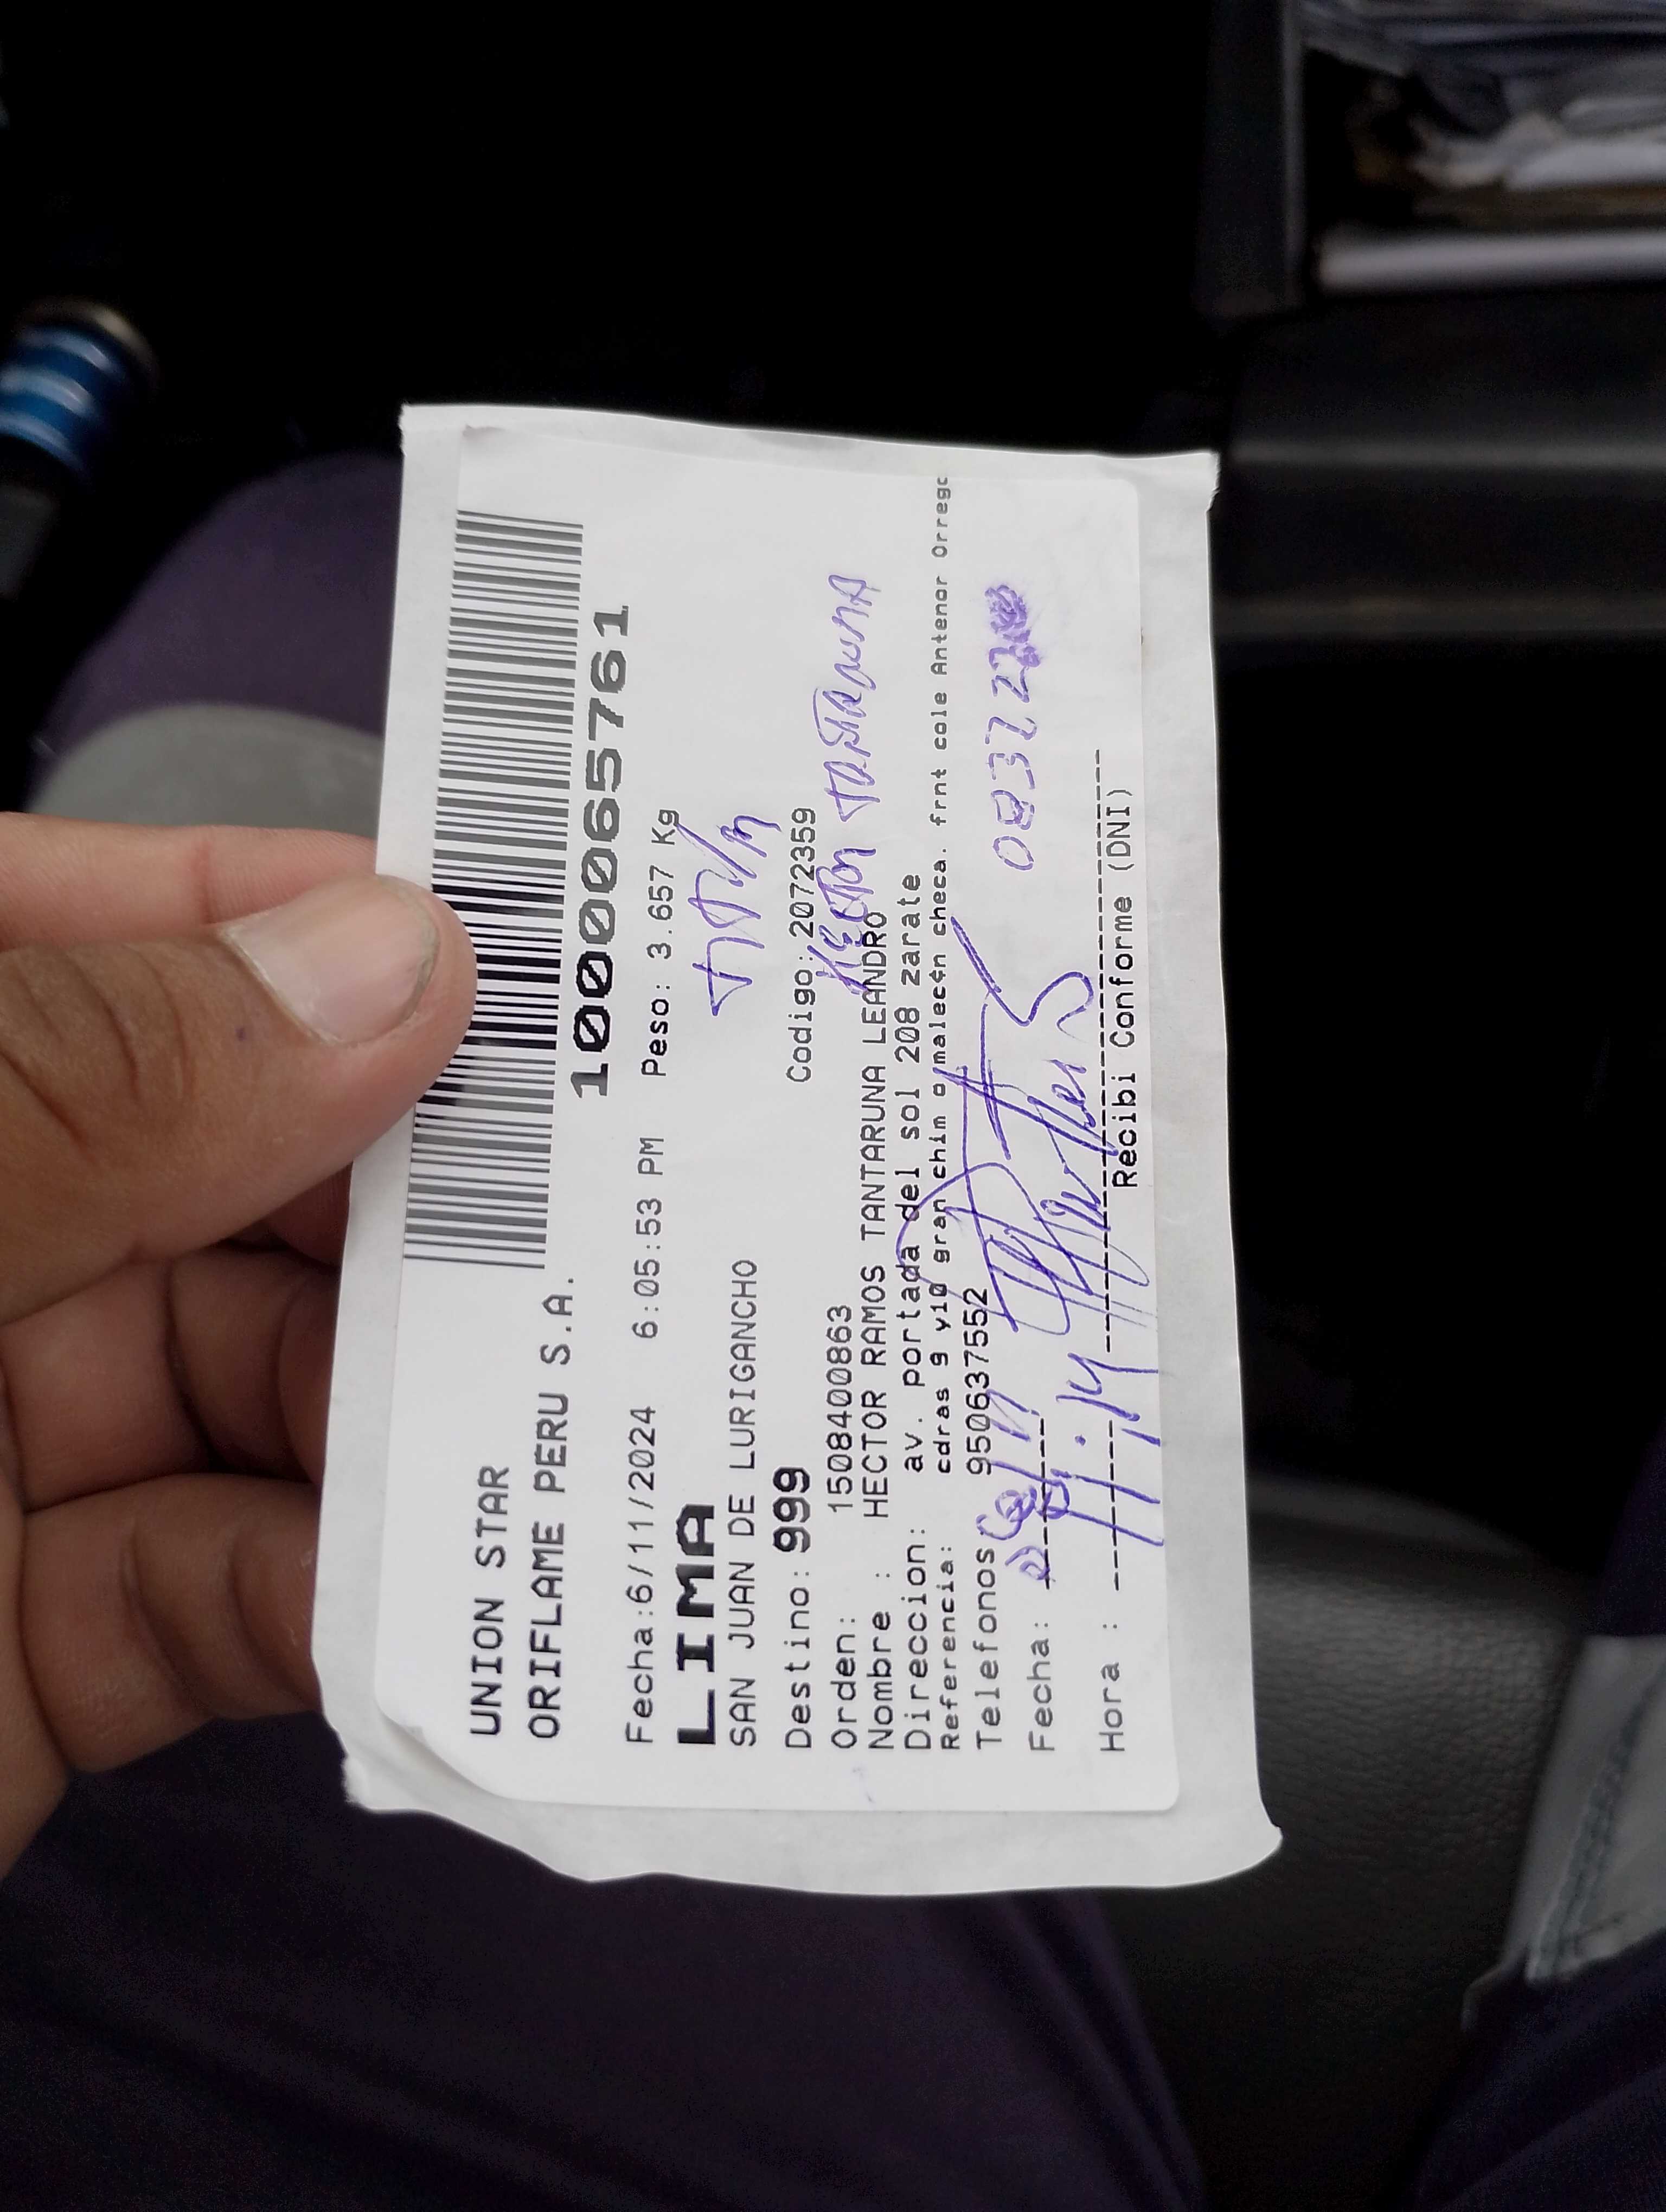 UNION STAR
ORIFLAME PERU S.A.
1000065761
Fecha:6/11/2024 6:05:53 PM Peso: 3.657 Kg
LIMA
SAN JUAN DE LURIGANCHO
Destino: 999 Codigo:2072359
Orden: 1508400863
Nombre : HECTOR RAMOS TANTARUNA LEANDRO
Direccion: av. portada del sol 208 zarate
Referencia: cdras 9 y10 gran chim o/malec¢n checa. frnt cole Antenor Orrego
Telefonos 950637552
Fecha:
Hora :
Recibi Conforme (DNI)